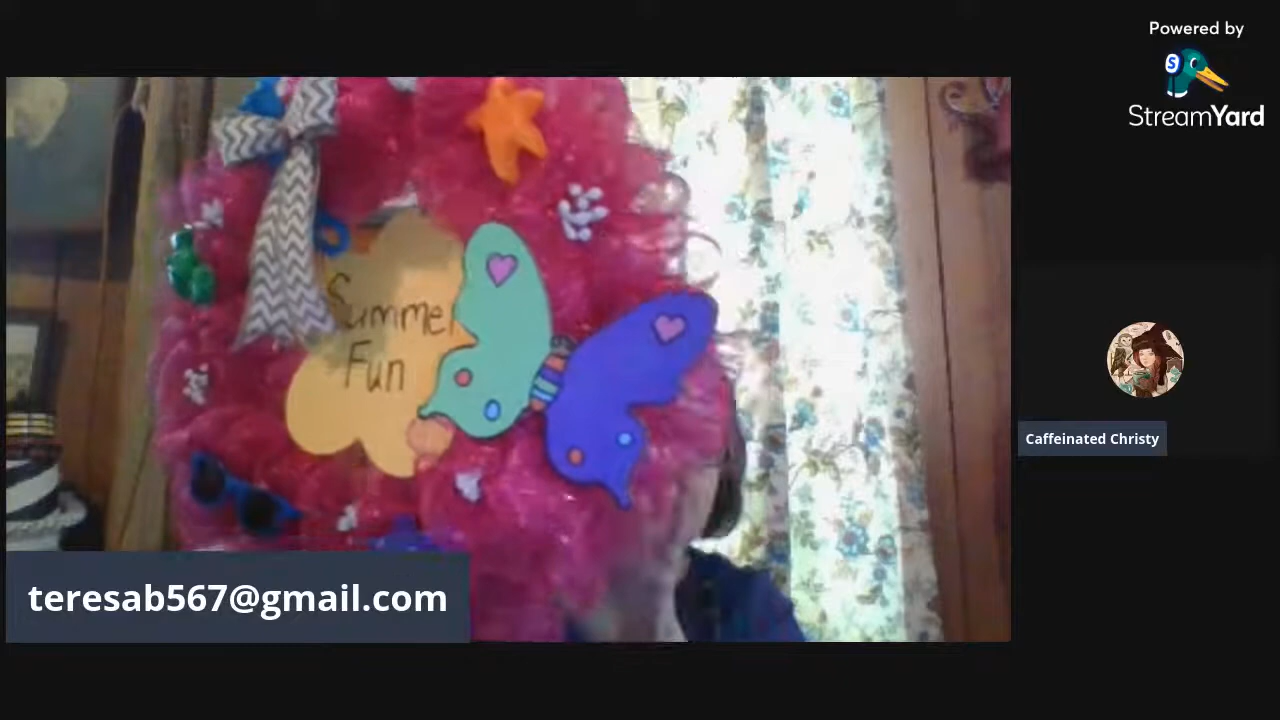 Powered by
S
StreamYard
Summer
Fun
Caffeinated Christy
teresab567@gmail.com